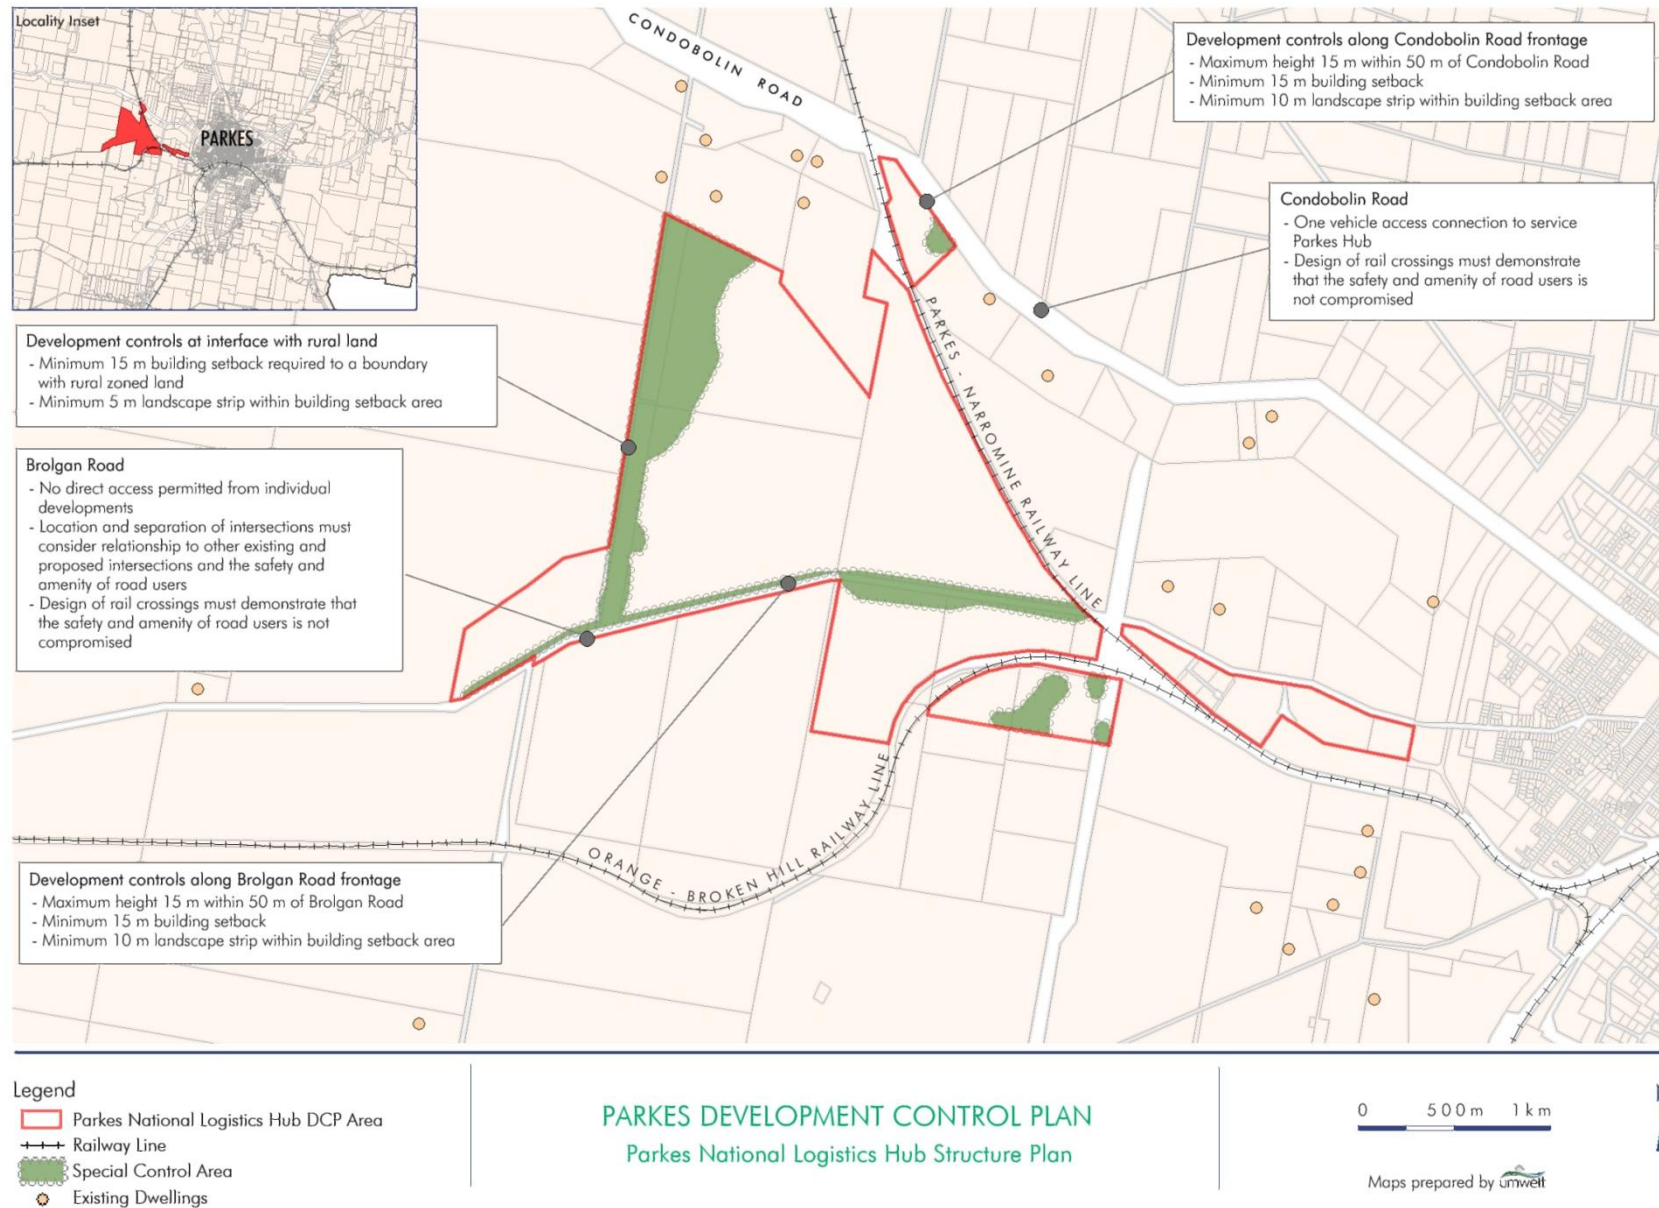 Locality Inset
PARKES
CONDOBOLIN ROAD
Development controls along Condobolin Road frontage
- Maximum height 15 m within 50 m of Condobolin Road
- Minimum 15 m building setback
- Minimum 10 m landscape strip within building setback area
Condobolin Road
- One vehicle access connection to service
Parkes Hub
- Design of rail crossings must demonstrate
that the safety and amenity of road users is
not compromised
Development controls at interface with rural land
- Minimum 15 m building setback required to a boundary
with rural zoned land
- Minimum 5 m landscape strip within building setback area
PARKES - NARROMINE RAILWAY LINE
Brolgan Road
- No direct access permitted from individual
developments
- Location and separation of intersections must
consider relationship to other existing and
proposed intersections and the safety and
amenity of road users
- Design of rail crossings must demonstrate that
the safety and amenity of road users is not
compromised
ORANGE - BROKEN HILL RAILWAY LINE
Development controls along Brolgan Road frontage
- Maximum height 15 m within 50 m of Brolgan Road
- Minimum 15 m building setback
- Minimum 10 m landscape strip within building setback area
Legend
Parkes National Logistics Hub DCP Area
Railway Line
Special Control Area
Existing Dwellings
PARKES DEVELOPMENT CONTROL PLAN
Parkes National Logistics Hub Structure Plan
0 500m 1km
Maps prepared by umwelt